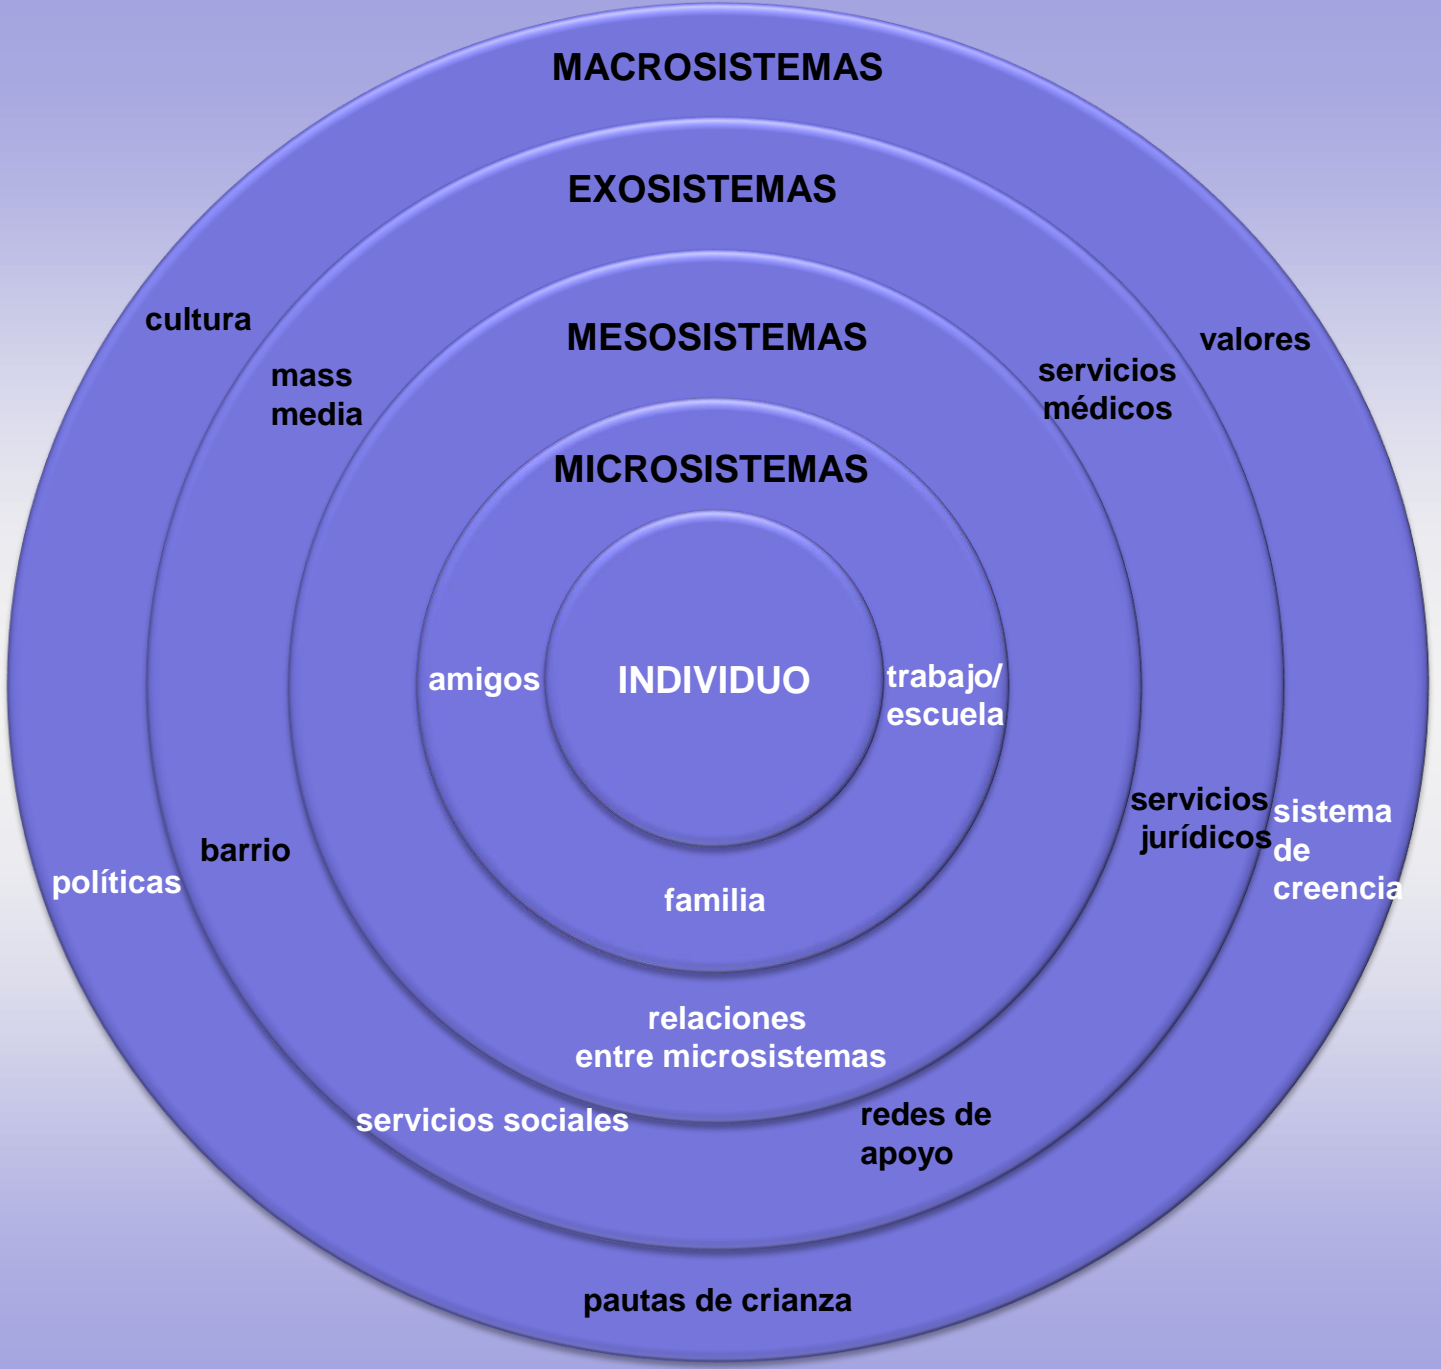 MACROSISTEMAS
EXOSISTEMAS
cultura
MESOSISTEMAS
valores
mass
media
servicios
médicos
MICROSISTEMAS
amigos
INDIVIDUO
trabajo/
escuela
servicios
jurídicos
sistema
de
creencia
barrio
políticas
familia
relaciones
entre microsistemas
servicios sociales
redes de
apoyo
pautas de crianza